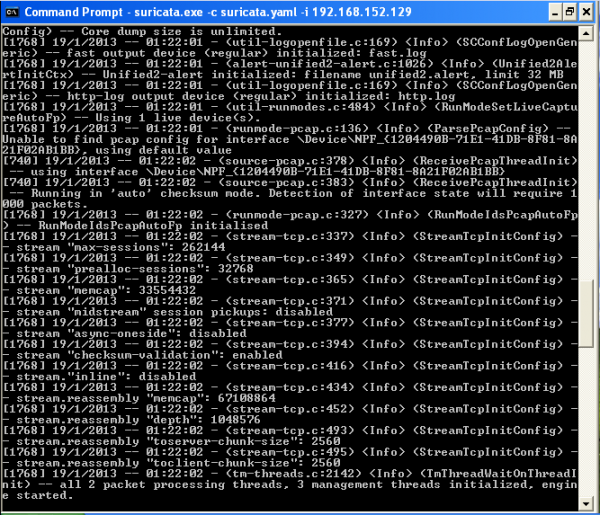 Command Prompt - suricata.exe -c suricata.yaml -i 192.168.152.129
Config) -- Core dump size is unlimited.
[1768] 19/1/2013 -- 01:22:01 - (util-logopenfile.c:169) <Info> (SCConfLogOpenGen
eric) -- fast output device (regular) initialized: fast.log
[1768] 19/1/2013 -- 01:22:01 - (alert-unified2-alert.c:1026) <Info> (Unified2Ale
rtInitCtx) -- Unified2-alert initialized: filename unified2.alert, limit 32 MB
[1768] 19/1/2013 -- 01:22:01 - (util-logopenfile.c:169) <Info> (SCConfLogOpenGen
eric) -- http-log output device (regular) initialized: http.log
[1768] 19/1/2013 -- 01:22:01 - (util-runmodes.c:484) <Info> (RunModeSetLiveCaptu
reAutoFp) -- Using 1 live device(s).
[1768] 19/1/2013 -- 01:22:01 - (runmode-pcap.c:136) <Info> (ParsePcapConfig) --
Unable to find pcap config for interface \Device\NPF_{1204490B-71E1-41DB-8F81-8A
21F02AB1BB}, using default value
[740] 19/1/2013 -- 01:22:02 - (source-pcap.c:378) <Info> (ReceivePcapThreadInit)
-- using interface \Device\NPF_{1204490B-71E1-41DB-8F81-8A21F02AB1BB}
[740] 19/1/2013 -- 01:22:02 - (source-pcap.c:383) <Info> (ReceivePcapThreadInit)
-- Running in 'auto' checksum mode. Detection of interface state will require 1
000 packets.
[1768] 19/1/2013 -- 01:22:02 - (runmode-pcap.c:327) <Info> (RunModeIdsPcapAutoFp
) -- RunModeIdsPcapAutoFp initialised
[1768] 19/1/2013 -- 01:22:02 - (stream-tcp.c:337) <Info> (StreamTcpInitConfig) -
- stream "max-sessions": 262144
[1768] 19/1/2013 -- 01:22:02 - (stream-tcp.c:349) <Info> (StreamTcpInitConfig) -
- stream "prealloc-sessions": 32768
[1768] 19/1/2013 -- 01:22:02 - (stream-tcp.c:365) <Info> (StreamTcpInitConfig) -
- stream "memcap": 33554432
[1768] 19/1/2013 -- 01:22:02 - (stream-tcp.c:371) <Info> (StreamTcpInitConfig) -
- stream "midstream" session pickups: disabled
[1768] 19/1/2013 -- 01:22:02 - (stream-tcp.c:377) <Info> (StreamTcpInitConfig) -
- stream "async-oneside": disabled
[1768] 19/1/2013 -- 01:22:02 - (stream-tcp.c:394) <Info> (StreamTcpInitConfig) -
- stream "checksum-validation": enabled
[1768] 19/1/2013 -- 01:22:02 - (stream-tcp.c:416) <Info> (StreamTcpInitConfig) -
- stream."inline": disabled
[1768] 19/1/2013 -- 01:22:02 - (stream-tcp.c:434) <Info> (StreamTcpInitConfig) -
- stream.reassembly "memcap": 67108864
[1768] 19/1/2013 -- 01:22:02 - (stream-tcp.c:452) <Info> (StreamTcpInitConfig) -
- stream.reassembly "depth": 1048576
[1768] 19/1/2013 -- 01:22:02 - (stream-tcp.c:493) <Info> (StreamTcpInitConfig) -
- stream.reassembly "toserver-chunk-size": 2560
[1768] 19/1/2013 -- 01:22:02 - (stream-tcp.c:495) <Info> (StreamTcpInitConfig) -
- stream.reassembly "toclient-chunk-size": 2560
[1768] 19/1/2013 -- 01:22:02 - (tm-threads.c:2142) <Info> (TmThreadWaitOnThreadI
nit) -- all 2 packet processing threads, 3 management threads initialized, engin
e started.